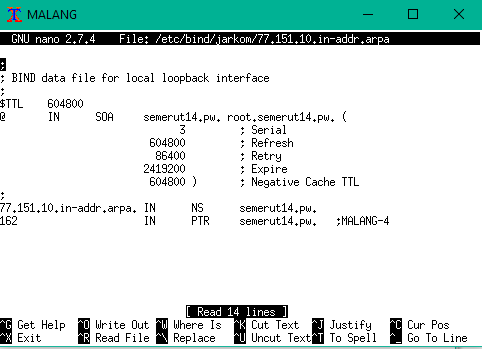 MALANG
GNU nano 2.7.4 File: /etc/bind/jarkom/77.151.10.in-addr.arpa
;
; BIND data file for local loopback interface
;
$TTL 604800
@ IN SOA semerut14.pw. root.semerut14.pw. (
3 ; Serial
604800 ; Refresh
86400 ; Retry
2419200 ; Expire
604800 ) ; Negative Cache TTL
;
77.151.10.in-addr.arpa. IN NS semerut14.pw.
162 IN PTR semerut14.pw. ;MALANG-4
[ Read 14 lines ]
^G Get Help ^O Write Out ^W Where Is ^K Cut Text ^J Justify ^C Cur Pos
^X Exit ^R Read File ^\ Replace ^U Uncut Text ^T To Spell ^_ Go To Line